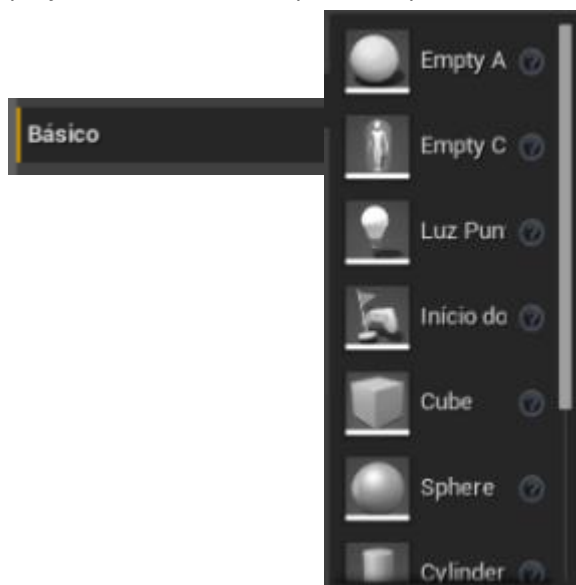 Básico
Empty A
Empty C
Luz Pun
Início do
Cube
Sphere
Cylinder